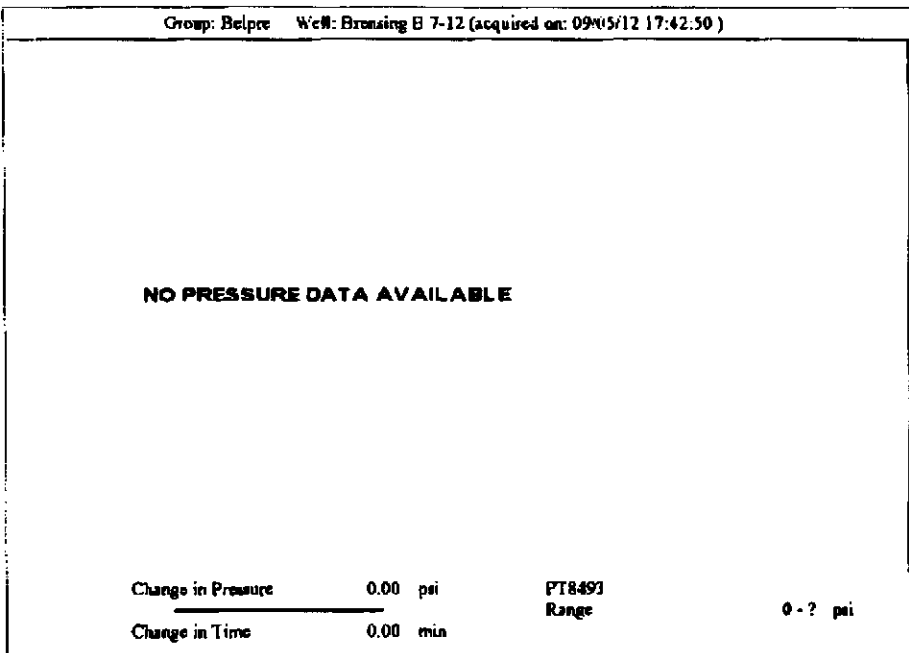 Group: Belpre Well: Brensing B 7-12 (acquired on: 09/05/12 17:42:50 )
NO PRESSURE DATA AVAILABLE
Change in Pressure 0.00 psi PT8493
Range 0 - ? psi
Change in Time 0.00 min